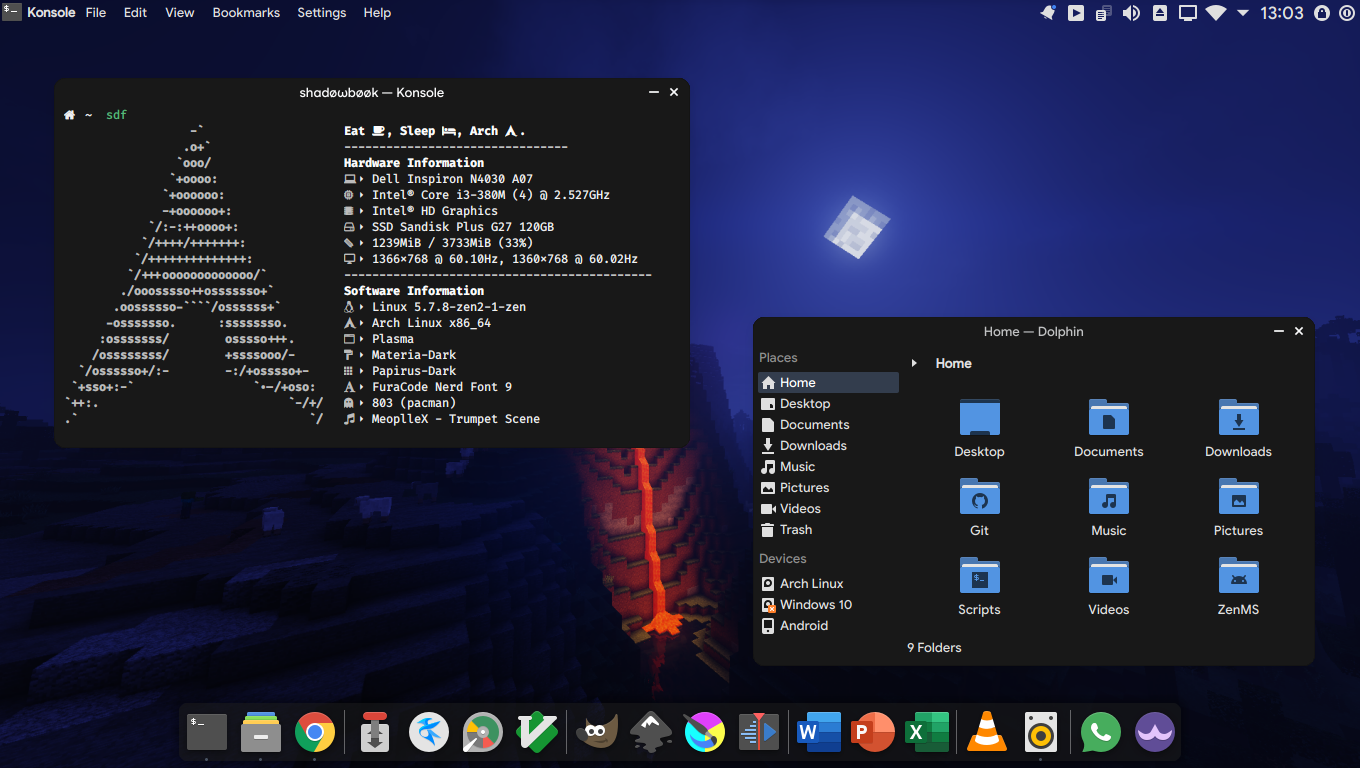 Konsole File Edit View Bookmarks Settings Help
13:03
shadøωbøøk — Konsole
~ sdf
Eat , Sleep , Arch .
--------------------------------
Hardware Information
Dell Inspiron N4030 A07
Intel® Core i3-380M (4) @ 2.527GHz
Intel® HD Graphics
SSD Sandisk Plus G27 120GB
1239MiB / 3733MiB (33%)
1366×768 @ 60.10Hz, 1360×768 @ 60.02Hz
--------------------------------------------
Software Information
Linux 5.7.8-zen2-1-zen
Arch Linux x86_64
Plasma
Materia-Dark
Papirus-Dark
FuraCode Nerd Font 9
803 (pacman)
MeoplleX - Trumpet Scene
-`
.o+`
`ooo/
`+oooo:
`+oooooo:
-+oooooo+:
`/:-:++oooo+:
`/++++/+++++++:
`/++++++++++++++:
`/+++ooooooooooooo/`
./ooosssso++osssssso+`
.oossssso-````/ossssss+`
-osssssso. :ssssssso.
:osssssss/ osssso+++.
/ossssssss/ +ssssooo/-
`/ossssso+/:- -:/+osssso+-
`+sso+:-` `.-/+oso:
`++:. `-/+/
.` `/
Home — Dolphin
Places
Home
Desktop
Documents
Downloads
Music
Pictures
Videos
Trash
Devices
Arch Linux
Windows 10
Android
Home
Desktop Documents Downloads
Git Music Pictures
$_
Scripts Videos ZenMS
9 Folders
$_
W P X